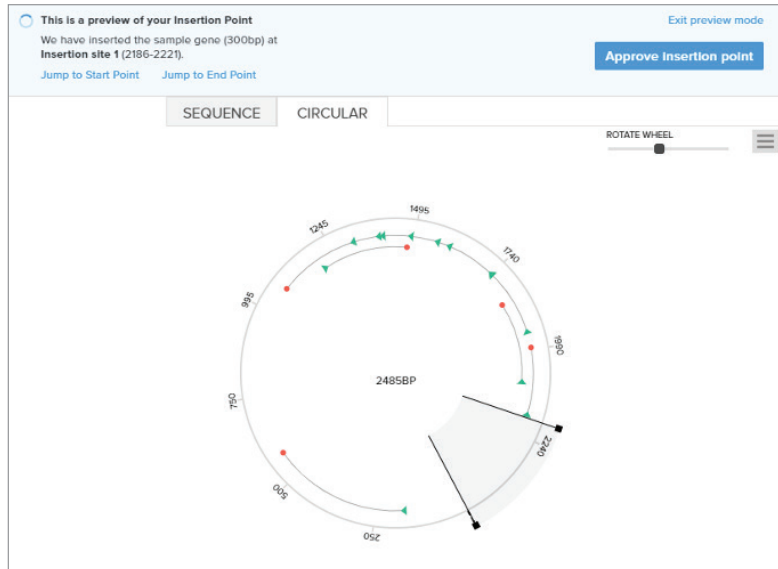 This is a preview of your Insertion Point
Exit preview mode
We have inserted the sample gene (300bp) at
Insertion site 1 (2186-2221).
Approve insertion point
Jump to Start Point Jump to End Point
SEQUENCE CIRCULAR
ROTATE WHEEL
1495
1245
1740
995
1990
2485BP
750
2240
500
250